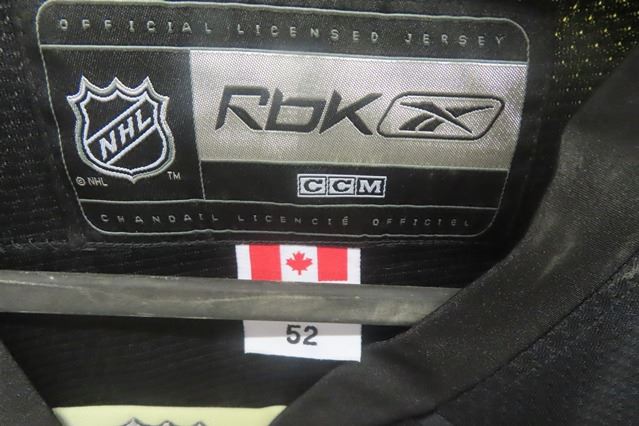 OFFICIAL LICENSED JERSEY
NHL
Rbk
© NHL
TM
CCM
CHANDAIL LICENCIÉ OFFICIEL
52